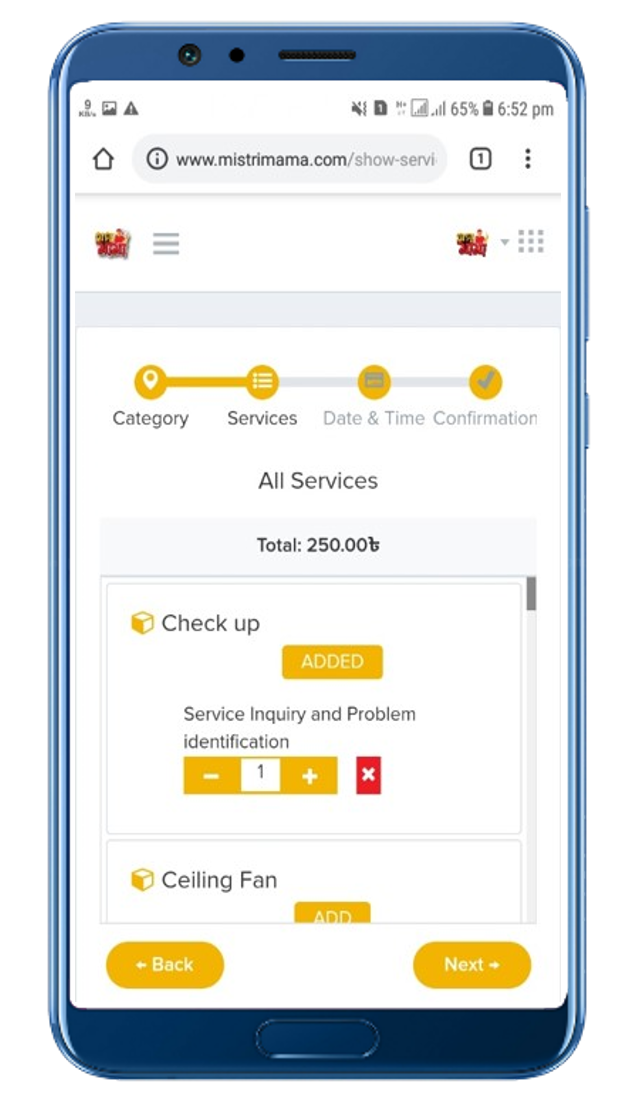 9
KB/s
1
65% 6:52 pm
www.mistrimama.com/show-servi
1
Category Services Date & Time Confirmation
All Services
Total: 250.00৳
Check up
ADDED
Service Inquiry and Problem
identification
− 1 +
Ceiling Fan
ADD
← Back Next →